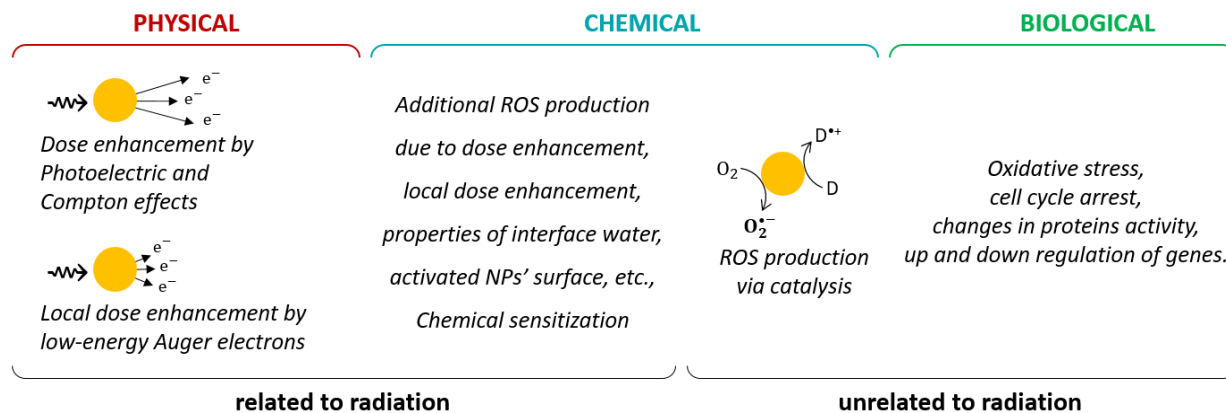 PHYSICAL
CHEMICAL
BIOLOGICAL
e⁻
e⁻
e⁻
Dose enhancement by
Photoelectric and
Compton effects
e⁻
e⁻
e⁻
Local dose enhancement by
low-energy Auger electrons
Additional ROS production
due to dose enhancement,
local dose enhancement,
properties of interface water,
activated NPs' surface, etc.,
Chemical sensitization
D•+
O₂
D
O₂•−
ROS production
via catalysis
Oxidative stress,
cell cycle arrest,
changes in proteins activity,
up and down regulation of genes.
related to radiation
unrelated to radiation